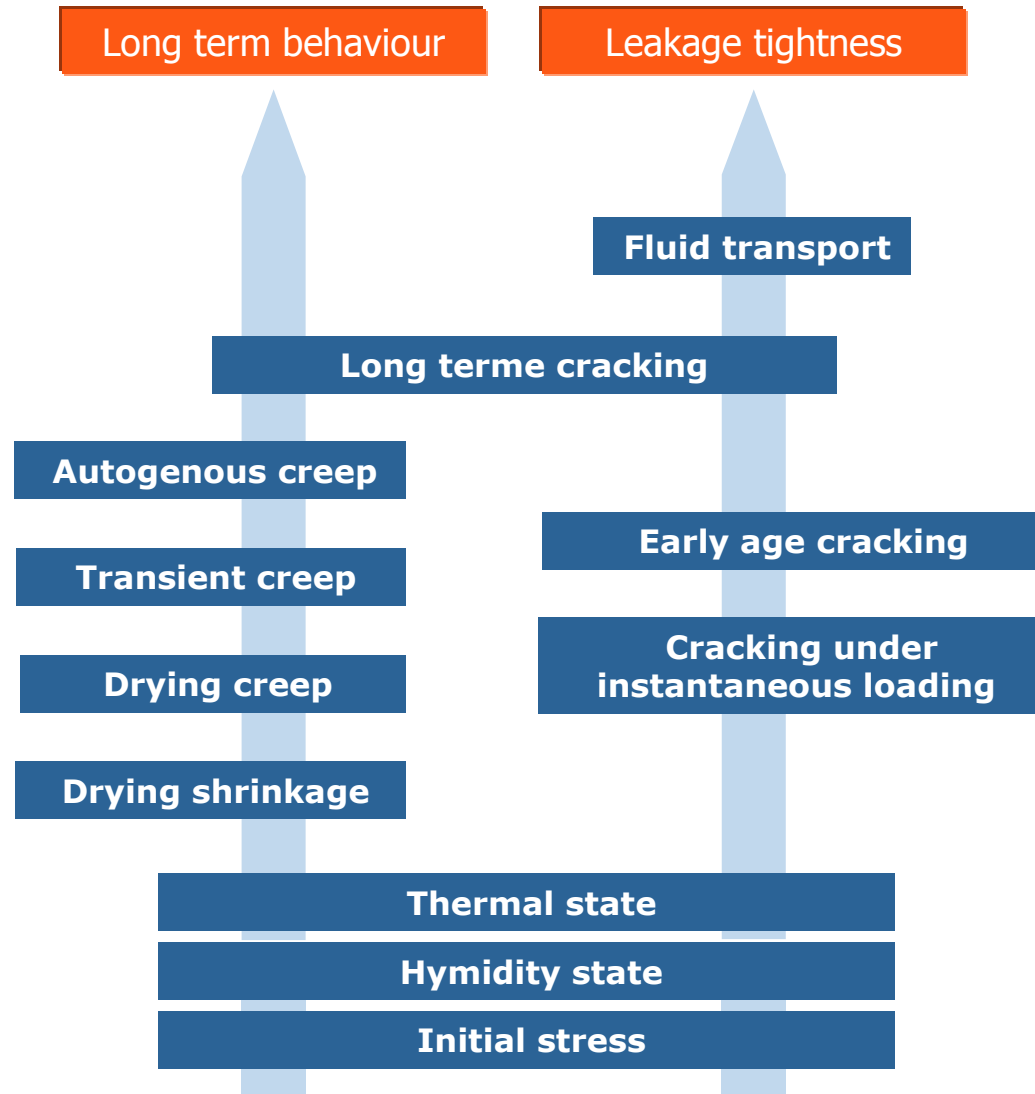 Long term behaviour
Leakage tightness
Fluid transport
Long terme cracking
Autogenous creep
Early age cracking
Transient creep
Cracking under
instantaneous loading
Drying creep
Drying shrinkage
Thermal state
Hymidity state
Initial stress